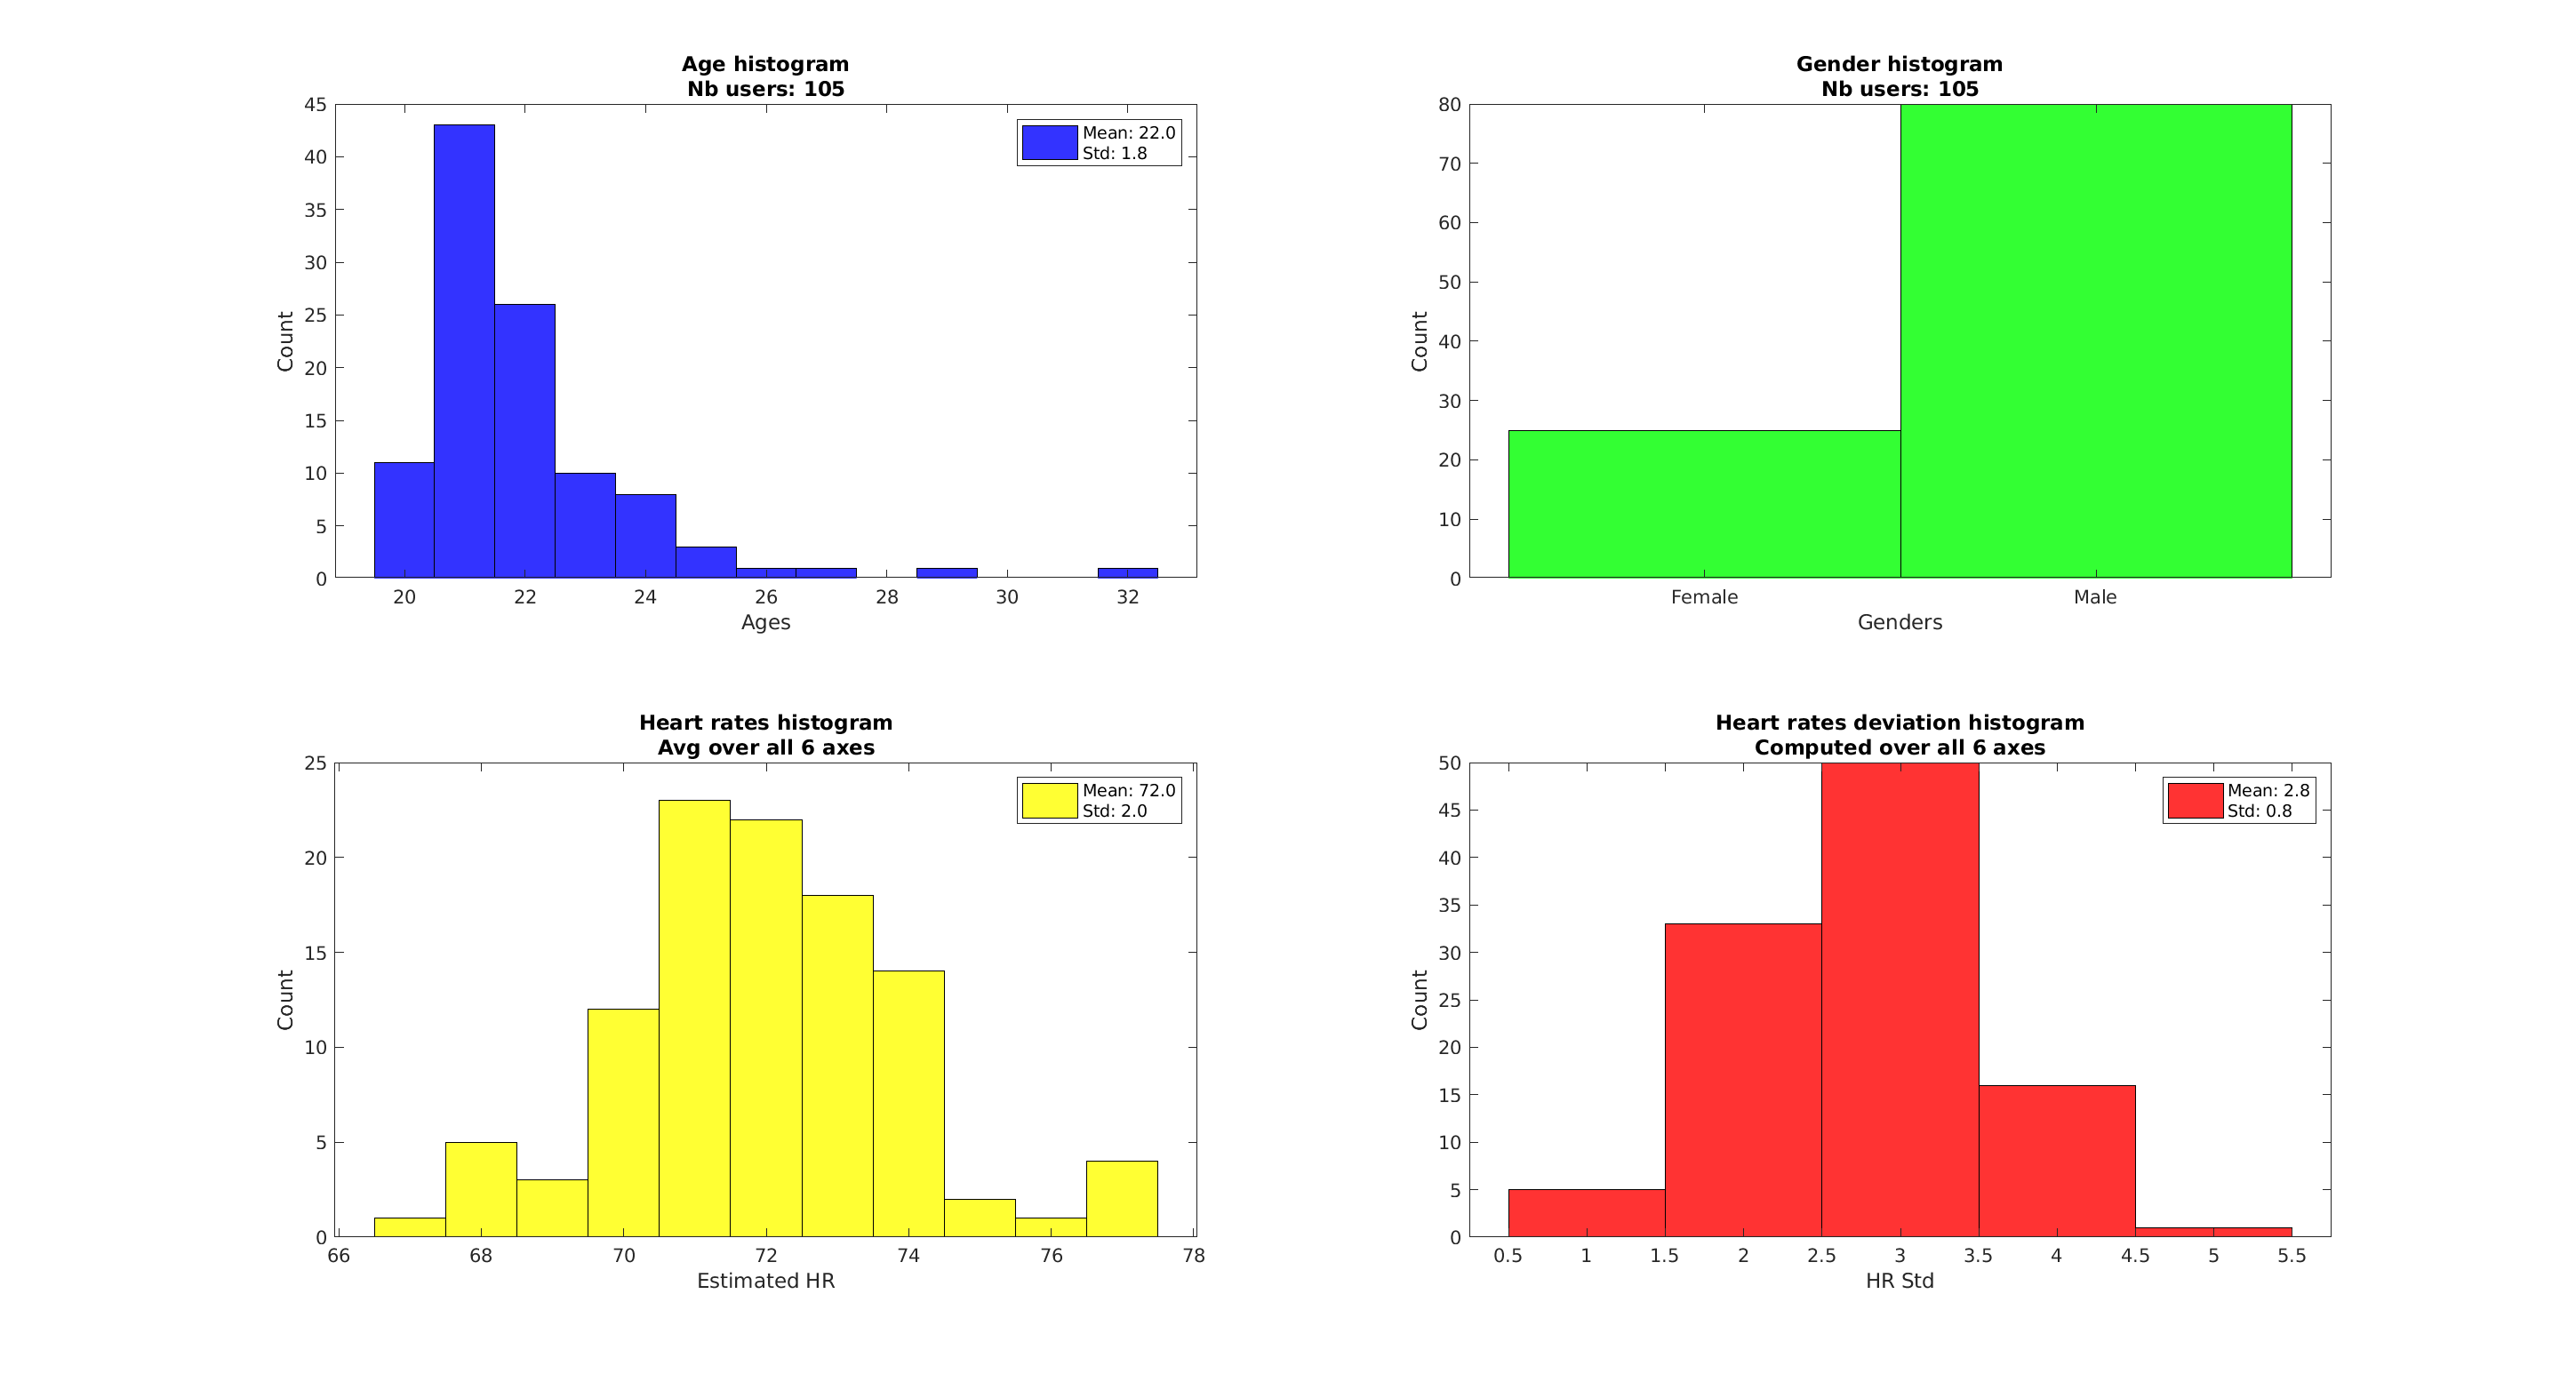 Age histogram
Nb users: 105
45
40
35
30
25
20
15
10
5
0
Count
Mean: 22.0
Std: 1.8
20 22 24 26 28 30 32
Ages
Gender histogram
Nb users: 105
80
70
60
50
40
30
20
10
0
Count
Female Male
Genders
Heart rates histogram
Avg over all 6 axes
25
20
15
10
5
0
Count
Mean: 72.0
Std: 2.0
66 68 70 72 74 76 78
Estimated HR
Heart rates deviation histogram
Computed over all 6 axes
50
45
40
35
30
25
20
15
10
5
0
Count
Mean: 2.8
Std: 0.8
0.5 1 1.5 2 2.5 3 3.5 4 4.5 5 5.5
HR Std